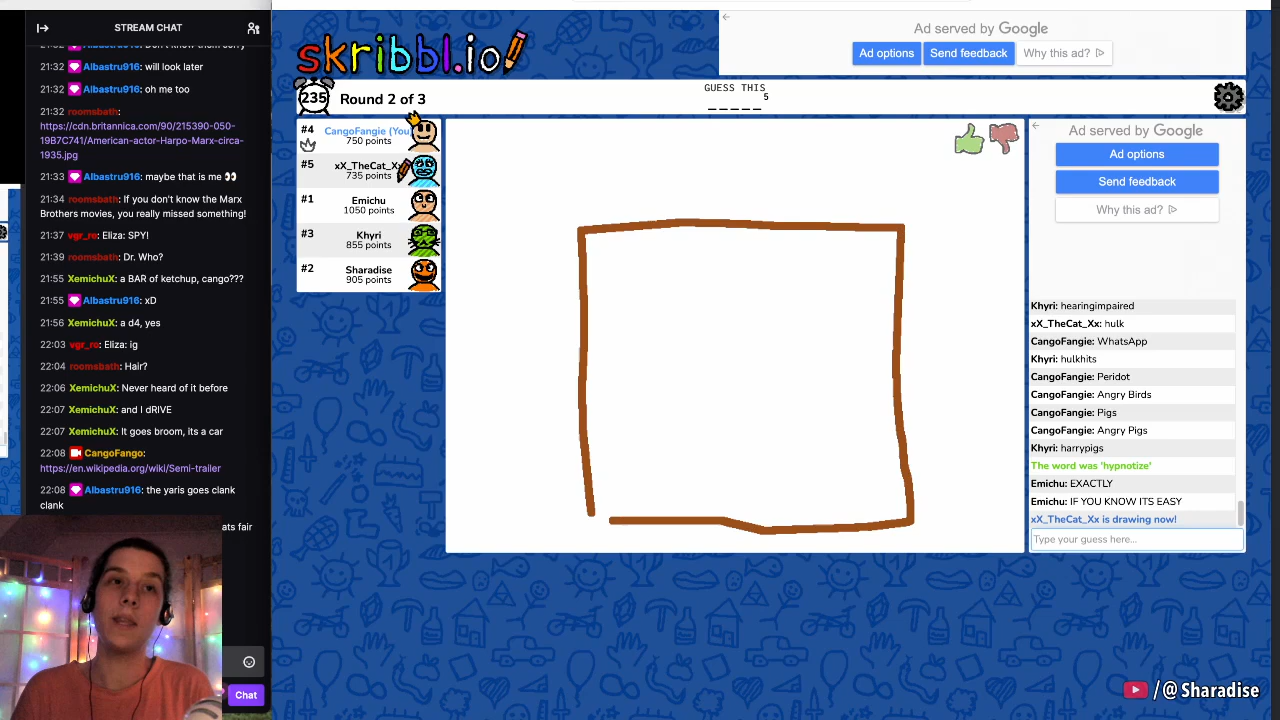 STREAM CHAT
21:32 Albastru916: Don't know them sorry
21:32 Albastru916: will look later
21:32 Albastru916: oh me too
21:32 roomsbath:
https://cdn.britannica.com/90/215390-050-
19B7C741/American-actor-Harpo-Marx-circa-
1935.jpg
21:33 Albastru916: maybe that is me 👀
21:34 roomsbath: If you don't know the Marx
Brothers movies, you really missed something!
21:37 vgr_ro: Eliza: SPY!
21:39 roomsbath: Dr. Who?
21:55 XemichuX: a BAR of ketchup, cango???
21:55 Albastru916: xD
21:56 XemichuX: a d4, yes
22:03 vgr_ro: Eliza: ig
22:04 roomsbath: Hair?
22:06 XemichuX: Never heard of it before
22:07 XemichuX: and I dRIVE
22:07 XemichuX: It goes broom, its a car
22:08 CangoFango:
https://en.wikipedia.org/wiki/Semi-trailer
22:08 Albastru916: the yaris goes clank
clank
ats fair
Chat
skribbl.io
Ad served by Google
Ad options Send feedback Why this ad?
235 Round 2 of 3
GUESS THIS
_____ 5
#4 CangoFangie (You)
750 points
#5 xX_TheCat_Xx
735 points
#1 Emichu
1050 points
#3 Khyri
855 points
#2 Sharadise
905 points
Ad served by Google
Ad options
Send feedback
Why this ad?
Khyri: hearingimpaired
xX_TheCat_Xx: hulk
CangoFangie: WhatsApp
Khyri: hulkhits
CangoFangie: Peridot
CangoFangie: Angry Birds
CangoFangie: Pigs
CangoFangie: Angry Pigs
Khyri: harrypigs
The word was 'hypnotize'
Emichu: EXACTLY
Emichu: IF YOU KNOW ITS EASY
xX_TheCat_Xx is drawing now!
Type your guess here...
/@Sharadise